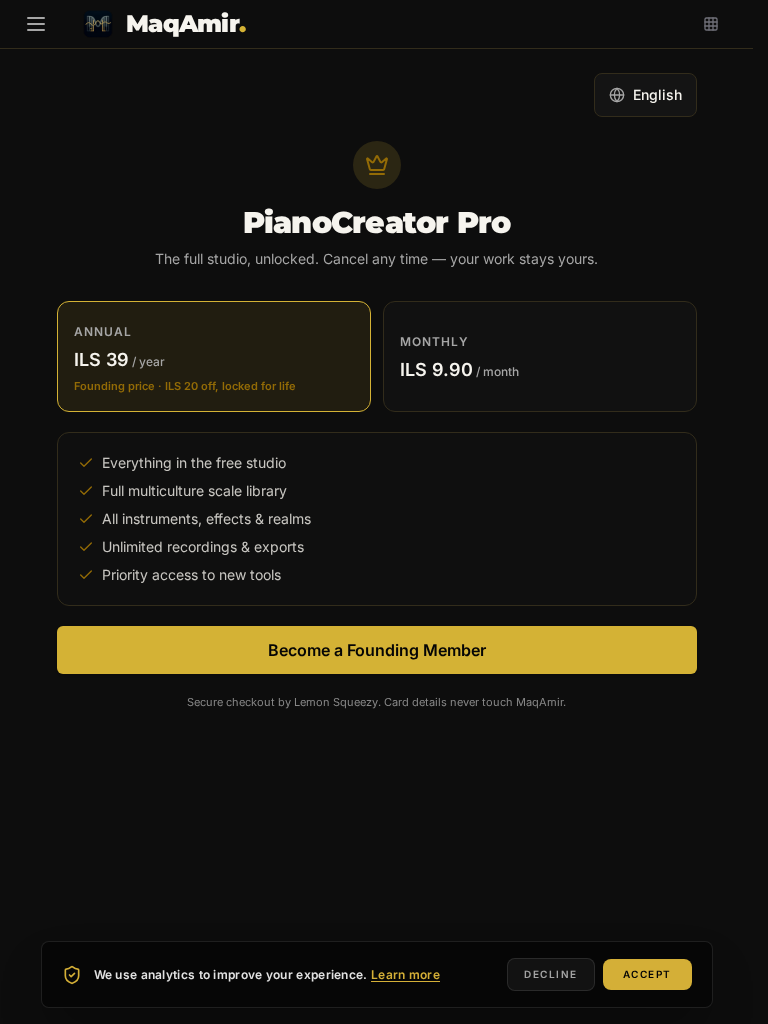 MaqAmir.
English
PianoCreator Pro
The full studio, unlocked. Cancel any time — your work stays yours.
ANNUAL
ILS 39 / year
Founding price · ILS 20 off, locked for life
MONTHLY
ILS 9.90 / month
Everything in the free studio
Full multiculture scale library
All instruments, effects & realms
Unlimited recordings & exports
Priority access to new tools
Become a Founding Member
Secure checkout by Lemon Squeezy. Card details never touch MaqAmir.
We use analytics to improve your experience. Learn more
DECLINE
ACCEPT